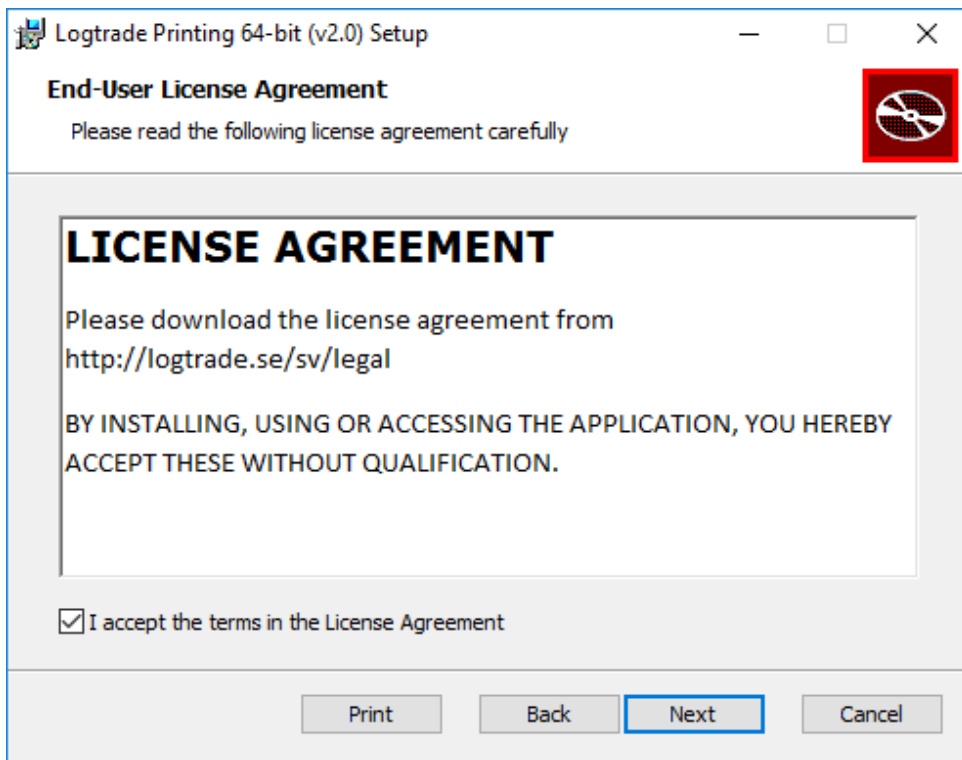 Logtrade Printing 64-bit (v2.0) Setup
End-User License Agreement
Please read the following license agreement carefully
LICENSE AGREEMENT
Please download the license agreement from
http://logtrade.se/sv/legal
BY INSTALLING, USING OR ACCESSING THE APPLICATION, YOU HEREBY
ACCEPT THESE WITHOUT QUALIFICATION.
I accept the terms in the License Agreement
Print Back Next Cancel